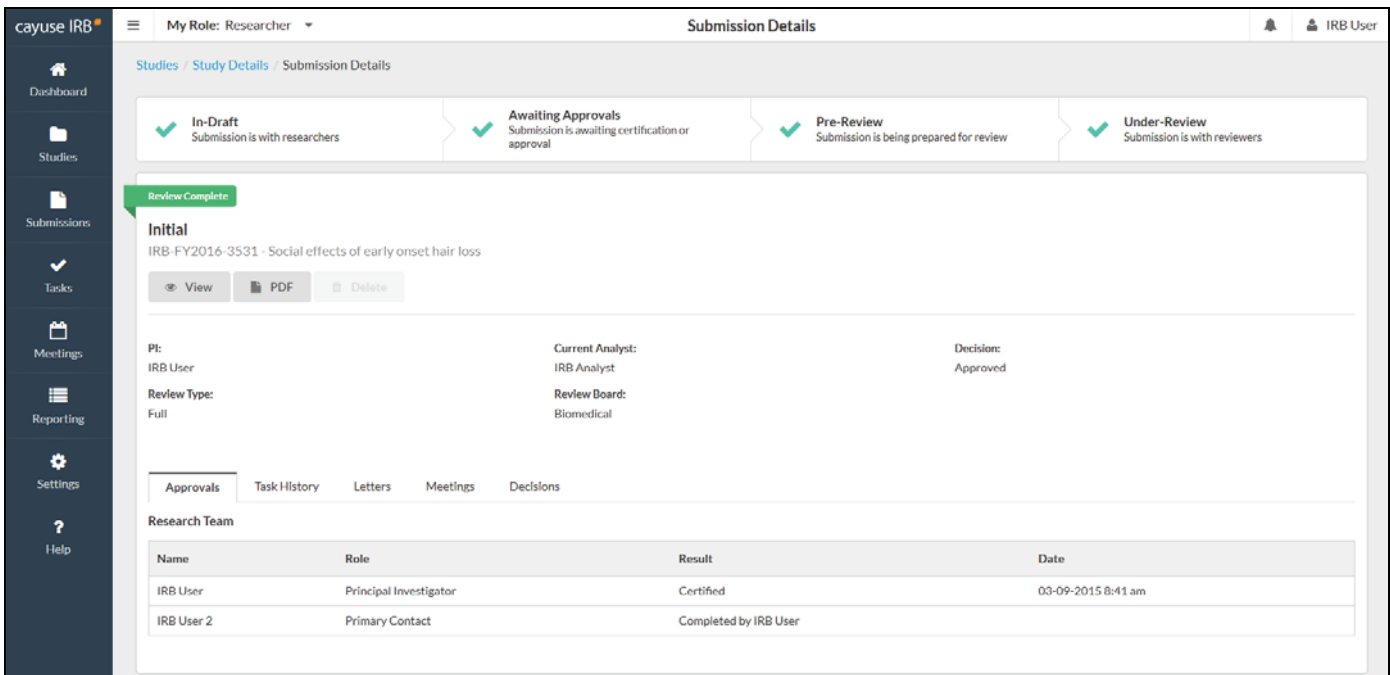 cayuse IRB
My Role: Researcher
Submission Details
IRB User
Dashboard
Studies
Submissions
Tasks
Meetings
Reporting
Settings
?
Help
Studies / Study Details / Submission Details
In-Draft
Submission is with researchers
Awaiting Approvals
Submission is awaiting certification or
approval
Pre-Review
Submission is being prepared for review
Under-Review
Submission is with reviewers
Review Complete
Initial
IRB-FY2016-3531 - Social effects of early onset hair loss
View
PDF
Delete
PI:
IRB User
Current Analyst:
IRB Analyst
Decision:
Approved
Review Type:
Full
Review Board:
Biomedical
Approvals
Task History
Letters
Meetings
Decisions
Research Team
Name Role Result Date
IRB User Principal Investigator Certified 03-09-2015 8:41 am
IRB User 2 Primary Contact Completed by IRB User